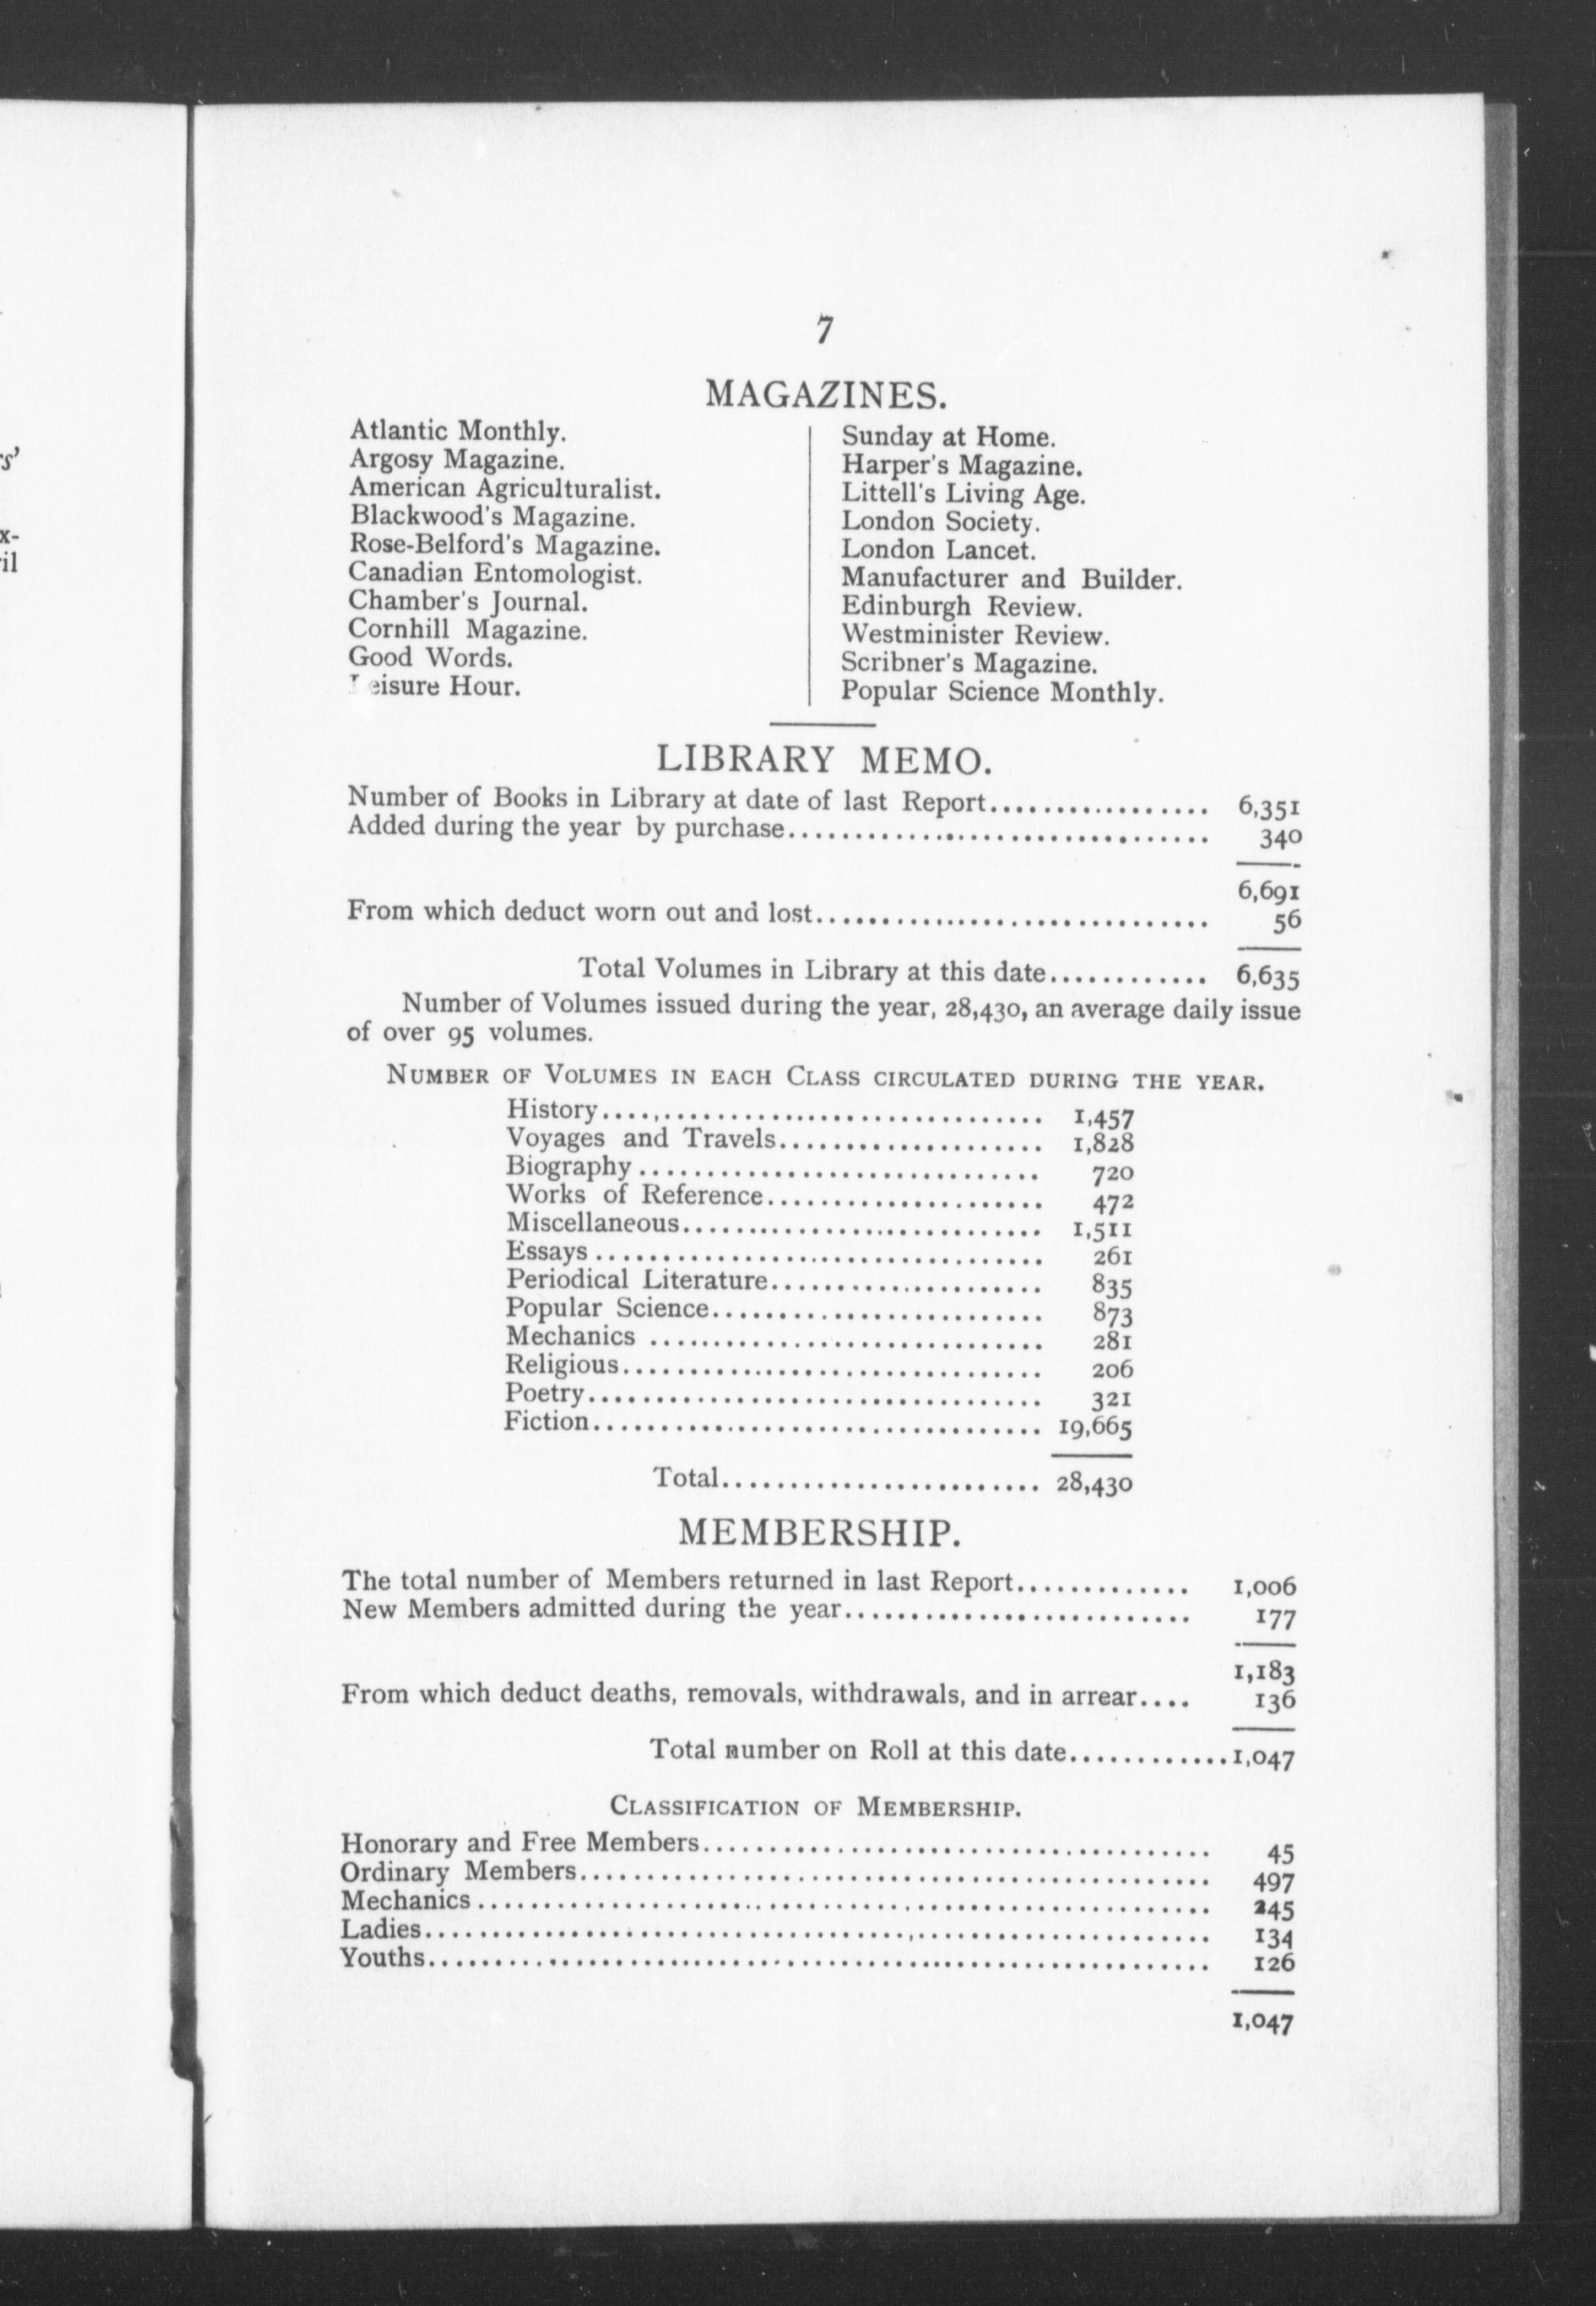 rs'
x-
ril
7
MAGAZINES.
Atlantic Monthly.
Argosy Magazine.
American Agriculturalist.
Blackwood's Magazine.
Rose-Belford's Magazine.
Canadian Entomologist.
Chamber's Journal.
Cornhill Magazine.
Good Words.
Leisure Hour.
Sunday at Home.
Harper's Magazine.
Littell's Living Age.
London Society.
London Lancet.
Manufacturer and Builder.
Edinburgh Review.
Westminister Review.
Scribner's Magazine.
Popular Science Monthly.
LIBRARY MEMO.
Number of Books in Library at date of last Report................. 6,351
Added during the year by purchase................................ 340
6,691
From which deduct worn out and lost.............................. 56
Total Volumes in Library at this date............ 6,635
Number of Volumes issued during the year, 28,430, an average daily issue
of over 95 volumes.
NUMBER OF VOLUMES IN EACH CLASS CIRCULATED DURING THE YEAR.
History................................. 1,457
Voyages and Travels.................... 1,828
Biography.............................. 720
Works of Reference..................... 472
Miscellaneous........................... 1,511
Essays.................................. 261
Periodical Literature..................... 835
Popular Science......................... 873
Mechanics.............................. 281
Religious................................ 206
Poetry.................................. 321
Fiction.................................. 19,665
Total........................ 28,430
MEMBERSHIP.
The total number of Members returned in last Report............. 1,006
New Members admitted during the year.......................... 177
1,183
From which deduct deaths, removals, withdrawals, and in arrear.... 136
Total number on Roll at this date............1,047
CLASSIFICATION OF MEMBERSHIP.
Honorary and Free Members...................................... 45
Ordinary Members............................................... 497
Mechanics....................................................... 245
Ladies........................................................... 134
Youths........................................................... 126
1,047